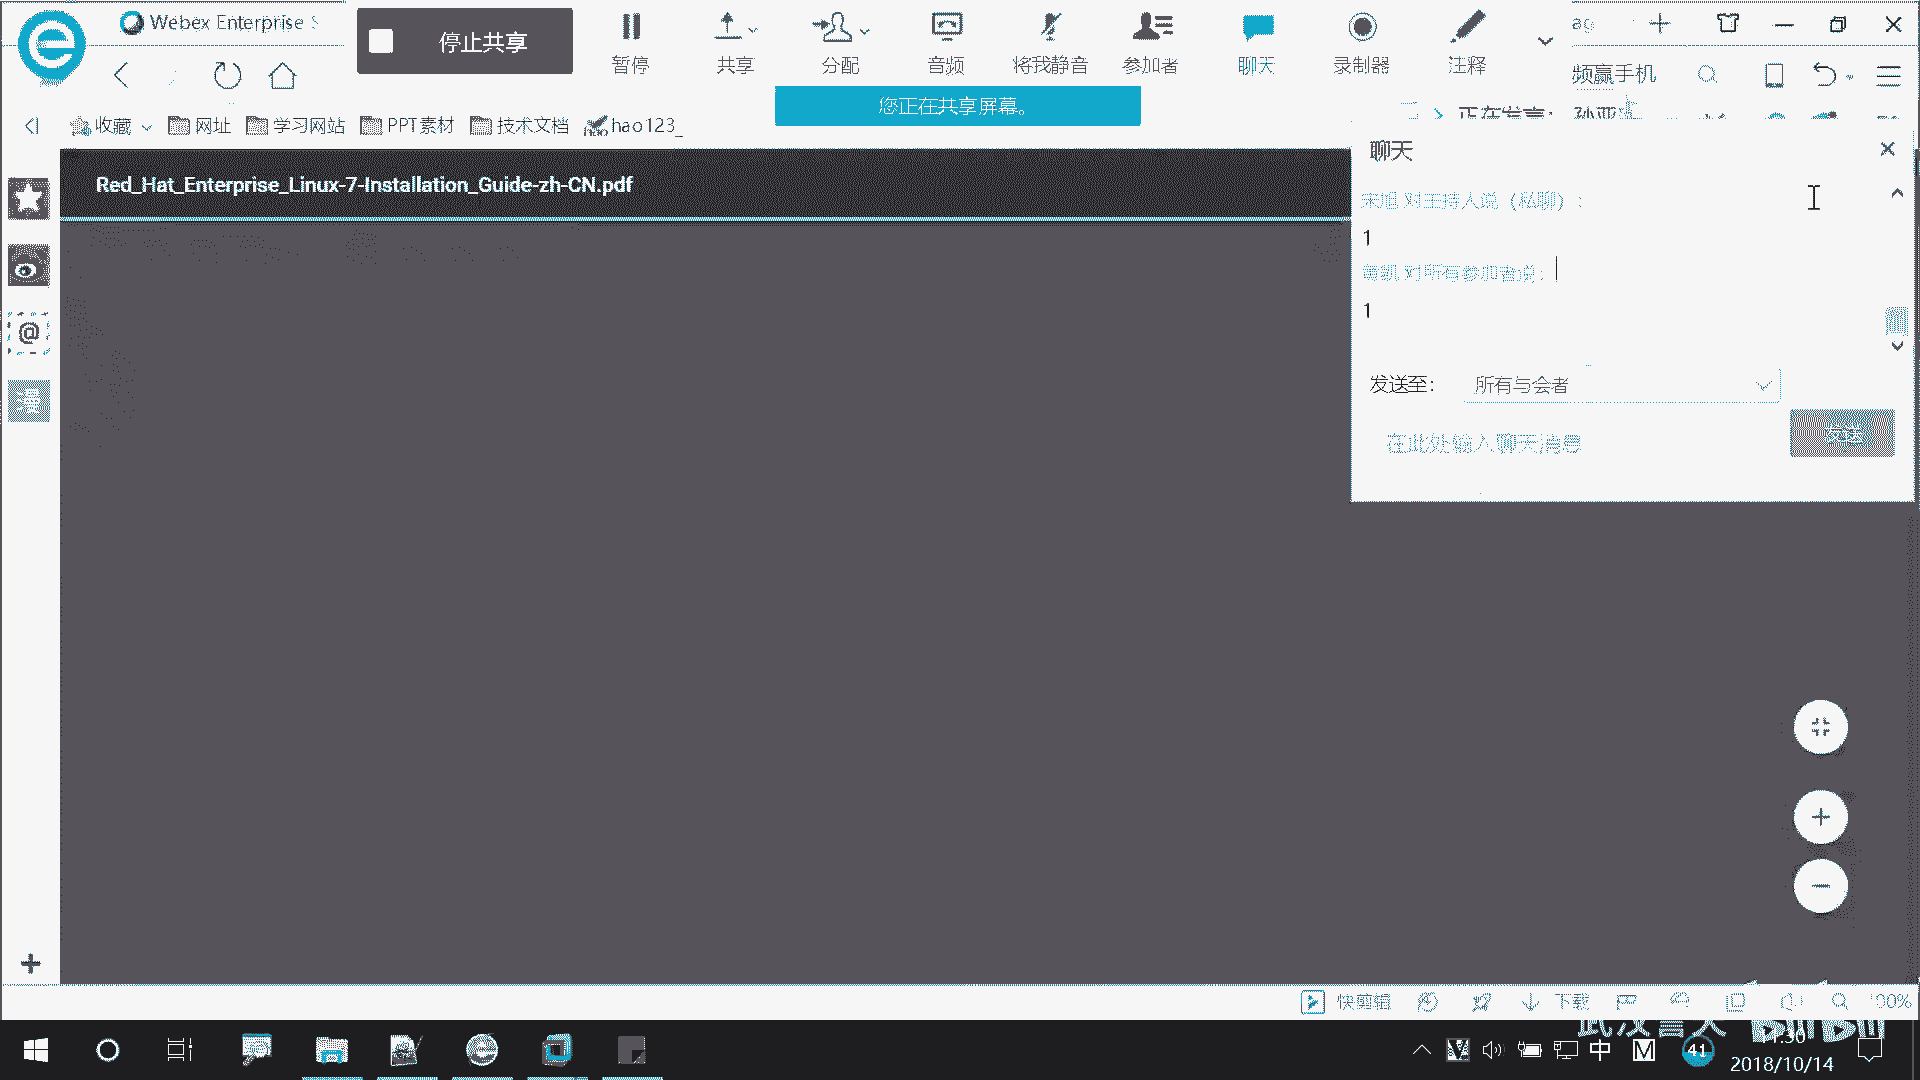 Webex Enterprise S
停止共享
暂停
共享
分配
音频
将我静音
参加者
聊天
录制器
注释
ag
频赢手机
您正在共享屏幕。
收藏
网址
学习网站
PPT素材
技术文档
hao123_
正在发言:
Red_Hat_Enterprise_Linux-7-Installation_Guide-zh-CN.pdf
聊天
对主持人说（私聊）:
1
对所有参加者说:
1
发送至:
所有与会者
在此处输入聊天消息
发送
快剪辑
下载
中
M
41
2018/10/14